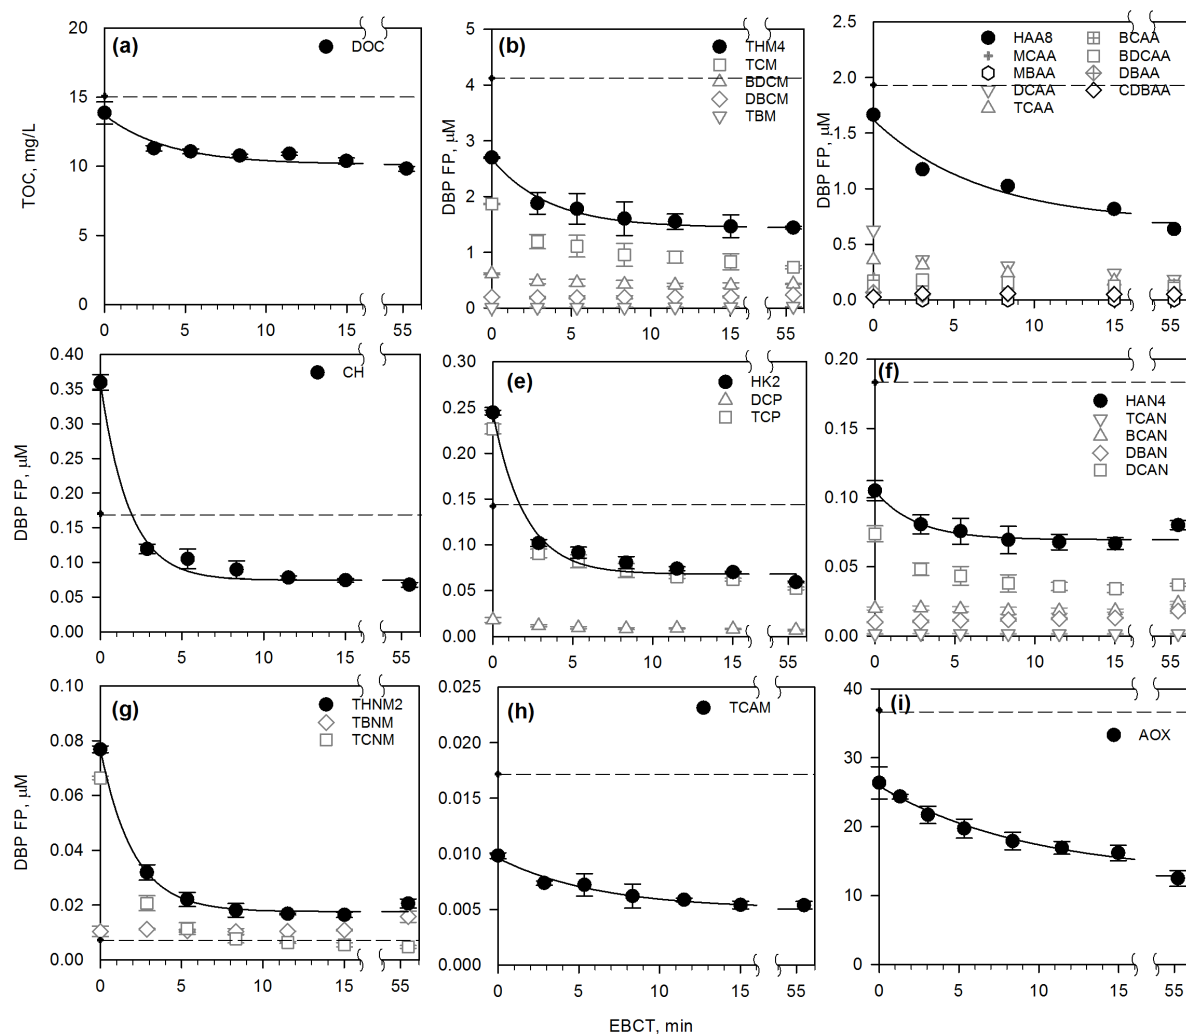 (a)
DOC
TOC, mg/L
20
15
10
5
0
0 5 10 15 55
(b)
THM4
TCM
BDCM
DBCM
TBM
DBP FP, µM
5
4
3
2
1
0
0 5 10 15 55
HAA8
MCAA
MBAA
DCAA
TCAA
BCAA
BDCAA
DBAA
CDBAA
DBP FP, µM
2.5
2.0
1.5
1.0
0.5
0.0
0 5 10 15 55
CH
DBP FP, µM
0.40
0.35
0.30
0.25
0.20
0.15
0.10
0.05
0.00
0 5 10 15 55
(e)
HK2
DCP
TCP
0.30
0.25
0.20
0.15
0.10
0.05
0.00
0 5 10 15 55
(f)
HAN4
TCAN
BCAN
DBAN
DCAN
0.20
0.15
0.10
0.05
0.00
0 5 10 15 55
(g)
THNM2
TBNM
TCNM
DBP FP, µM
0.10
0.08
0.06
0.04
0.02
0.00
0 5 10 15 55
(h)
TCAM
0.025
0.020
0.015
0.010
0.005
0.000
0 5 10 15 55
(i)
AOX
40
30
20
10
0
0 5 10 15 55
EBCT, min